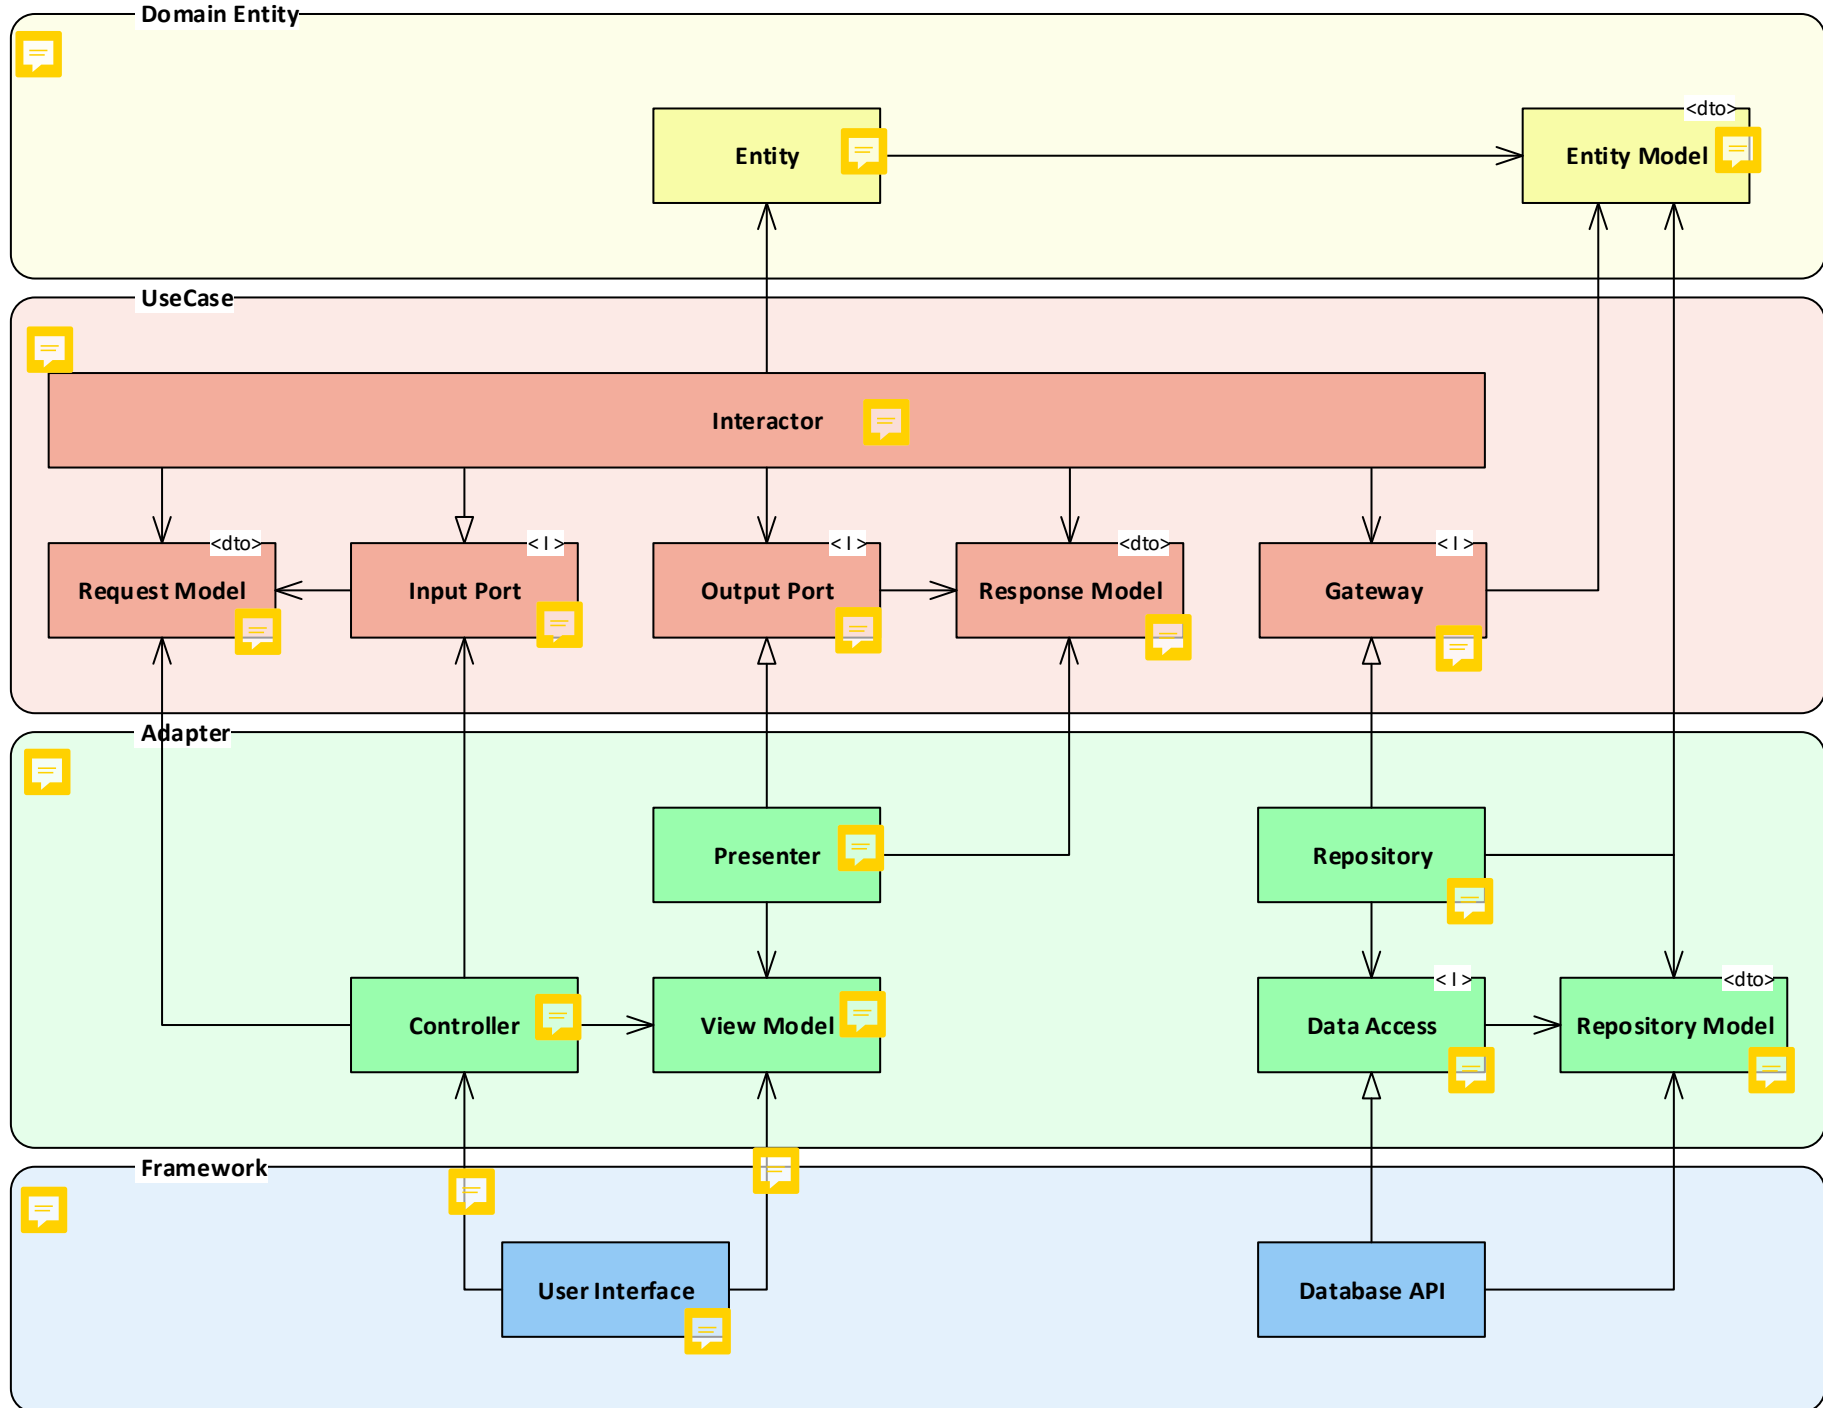 Domain Entity
<dto>
Entity
Entity Model
UseCase
Interactor
<dto>
< I >
< I >
<dto>
< I >
Request Model
Input Port
Output Port
Response Model
Gateway
Adapter
Presenter
Repository
< I >
<dto>
Controller
View Model
Data Access
Repository Model
Framework
User Interface
Database API